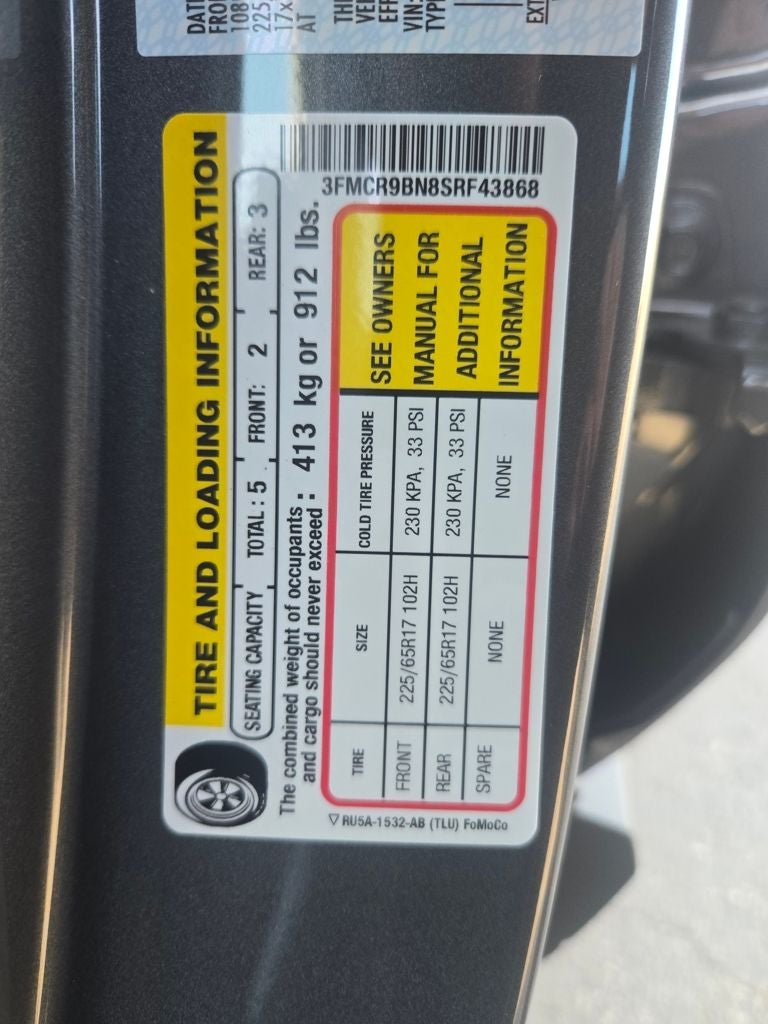 TIRE AND LOADING INFORMATION
SEATING CAPACITY TOTAL : 5 FRONT: 2 REAR: 3
The combined weight of occupants
and cargo should never exceed : 413 kg or 912 lbs.
3FMCR9BN8SRF43868
TIRE SIZE COLD TIRE PRESSURE
FRONT 225/65R17 102H 230 KPA, 33 PSI
REAR 225/65R17 102H 230 KPA, 33 PSI
SPARE NONE NONE
SEE OWNERS
MANUAL FOR
ADDITIONAL
INFORMATION
▽ RU5A-1532-AB (TLU) FoMoCo
VIN: